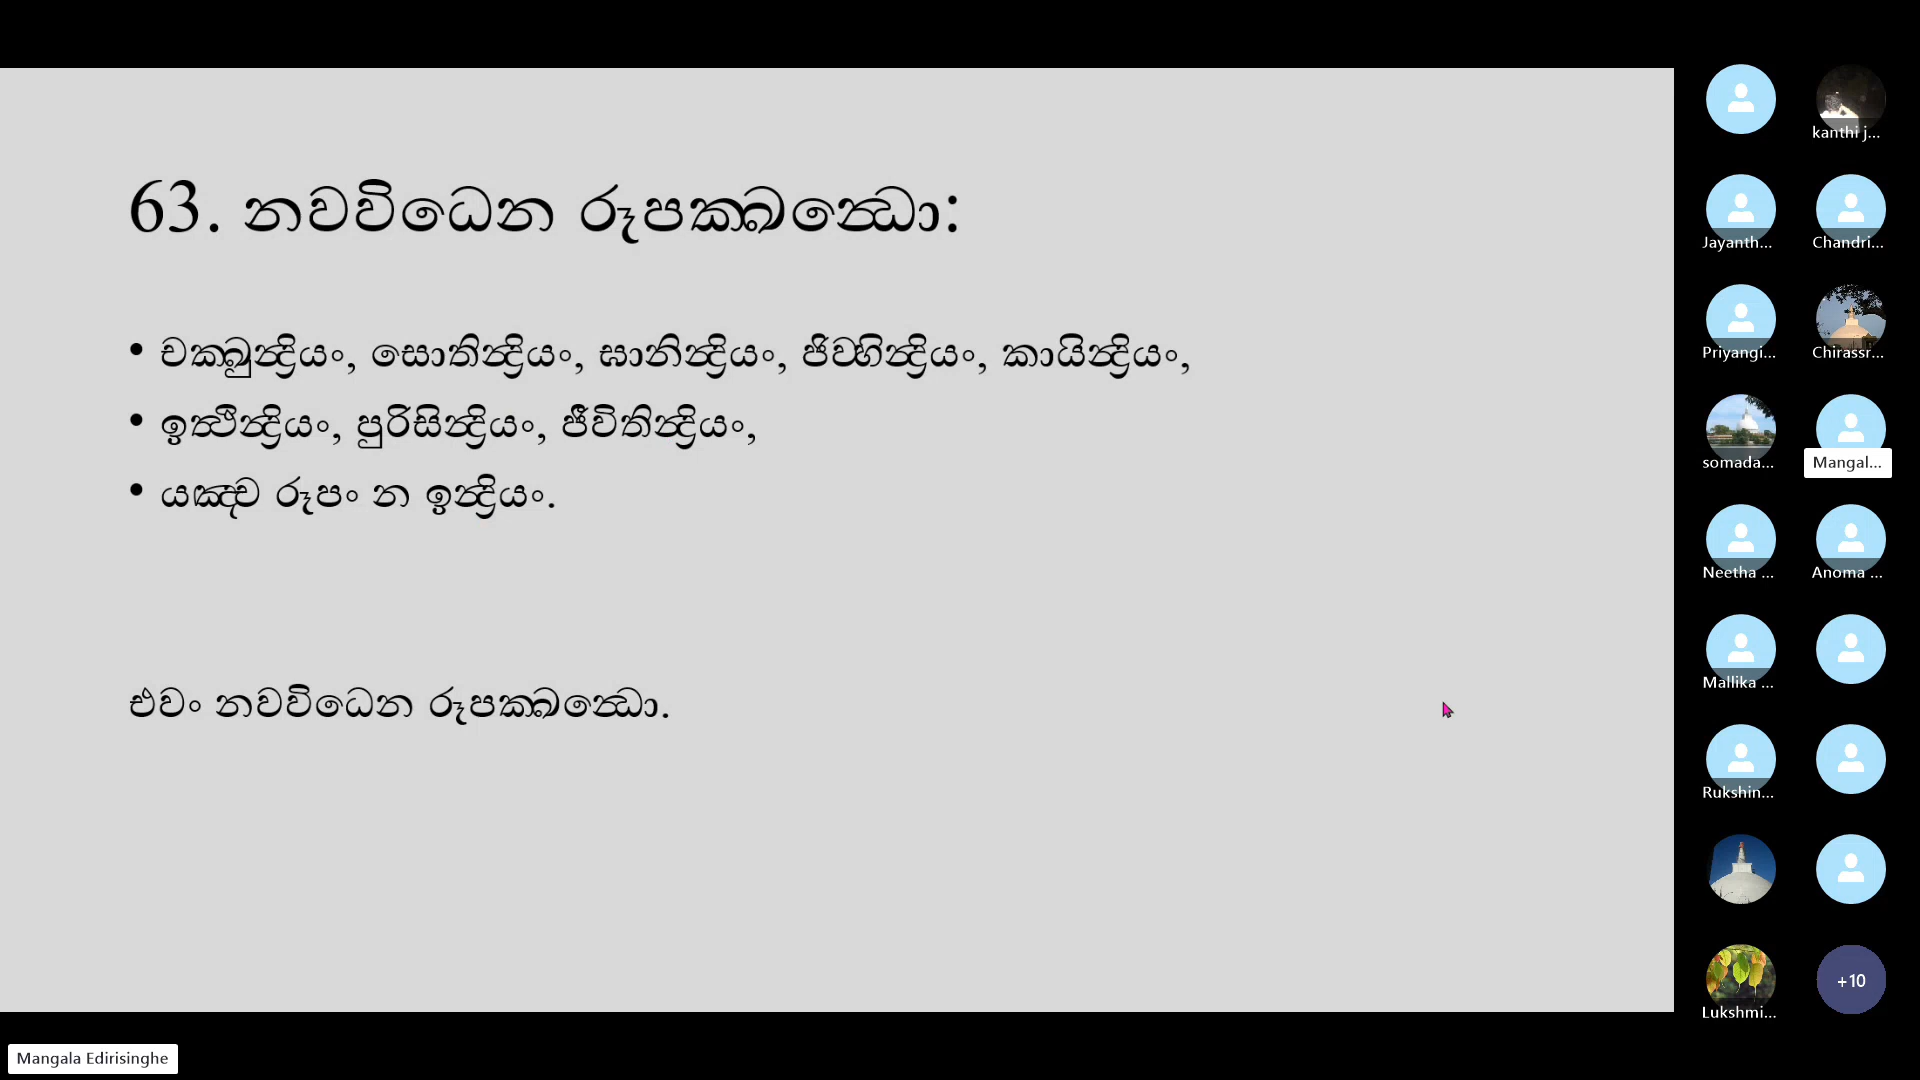 63. නවවිධෙන රූපක්‍ඛන්‍ධො:
• චක්‍ඛුන්‍ද්‍රියං, සොතින්‍ද්‍රියං, ඝානින්‍ද්‍රියං, ජිව්‍හින්‍ද්‍රියං, කායින්‍ද්‍රියං,
• ඉත්‍ථින්‍ද්‍රියං, පුරිසින්‍ද්‍රියං, ජීවිතින්‍ද්‍රියං,
• යඤ්‍ච රූපං න ඉන්‍ද්‍රියං.
එවං නවවිධෙන රූපක්‍ඛන්‍ධො.
kanthi j...
Jayanth...
Chandri...
Priyangi...
Chirassr...
somada...
Mangal...
Neetha ...
Anoma ...
Mallika ...
Rukshin...
Lukshmi...
+10
Mangala Edirisinghe